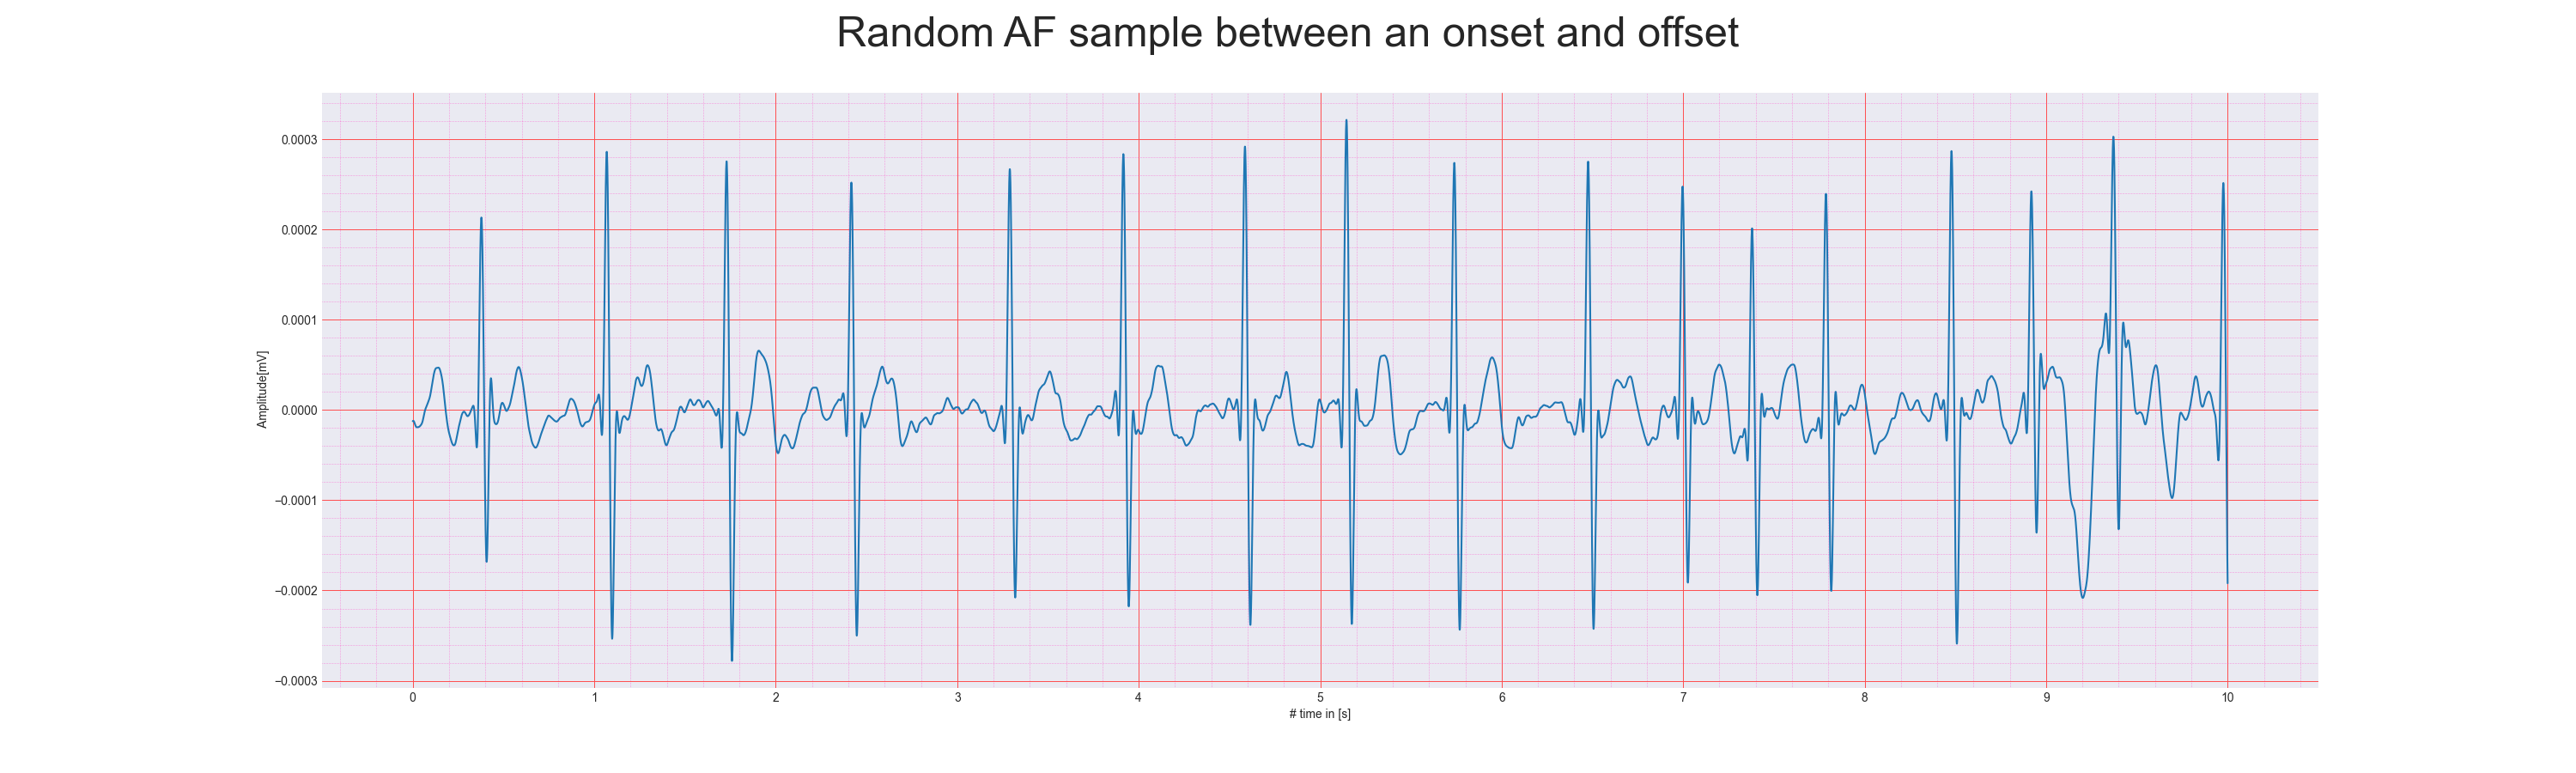 Random AF sample between an onset and offset
0.0003
0.0002
0.0001
0.0000
−0.0001
−0.0002
−0.0003
Amplitude[mV]
0 1 2 3 4 5 6 7 8 9 10
# time in [s]